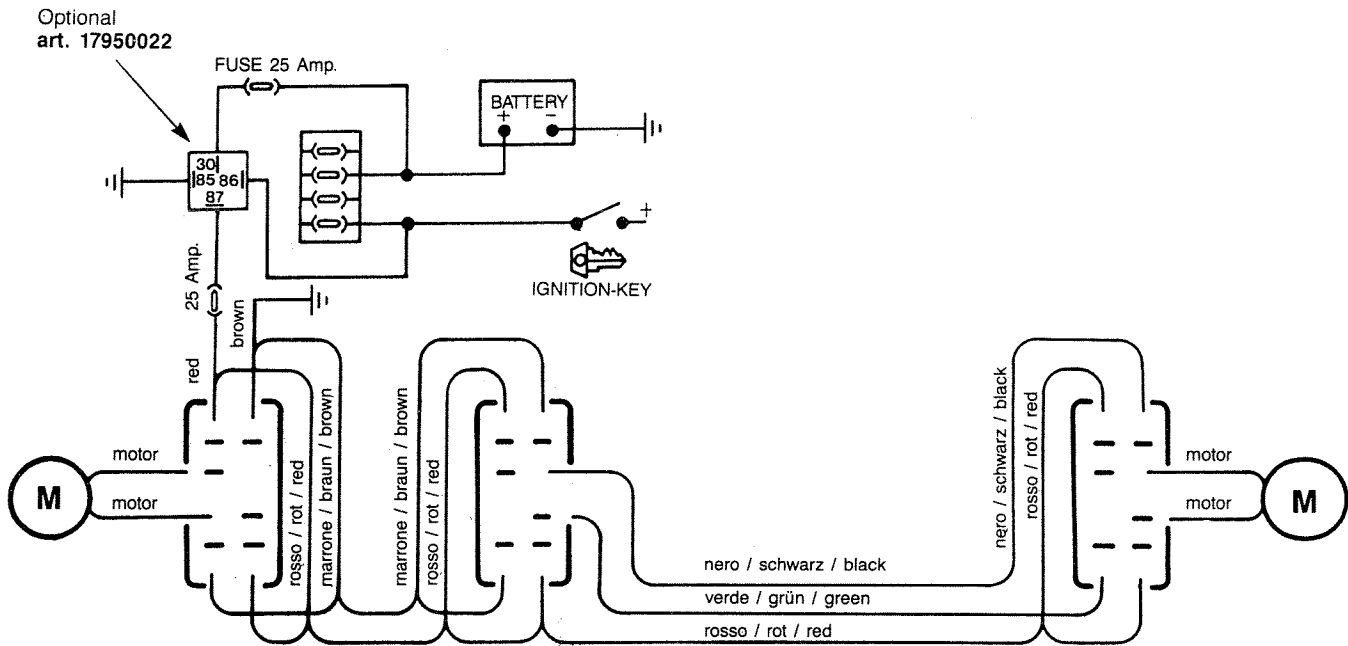 Optional
art. 17950022
FUSE 25 Amp.
BATTERY
+ -
30
85 86
87
+
IGNITION-KEY
25 Amp.
brown
red
motor
motor
M
rosso / rot / red
marrone / braun / brown
marrone / braun / brown
rosso / rot / red
nero / schwarz / black
verde / grün / green
rosso / rot / red
nero / schwarz / black
rosso / rot / red
motor
motor
M